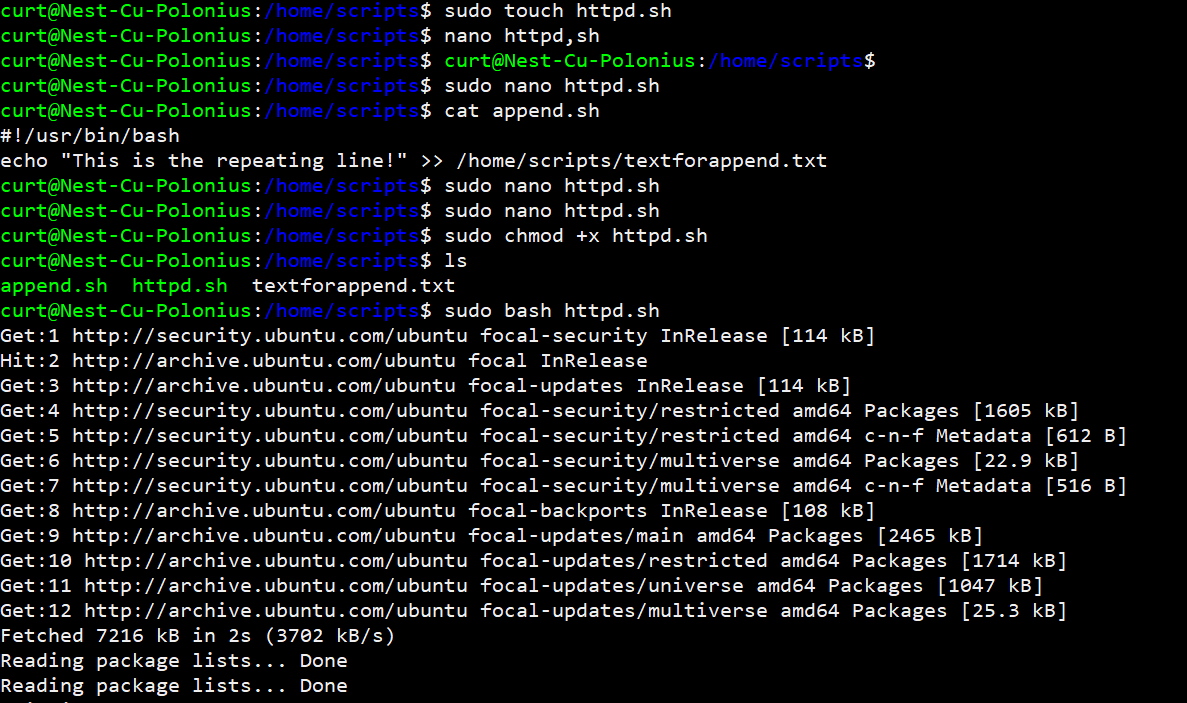 curt@Nest-Cu-Polonius:/home/scripts$ sudo touch httpd.sh
curt@Nest-Cu-Polonius:/home/scripts$ nano httpd,sh
curt@Nest-Cu-Polonius:/home/scripts$ curt@Nest-Cu-Polonius:/home/scripts$
curt@Nest-Cu-Polonius:/home/scripts$ sudo nano httpd.sh
curt@Nest-Cu-Polonius:/home/scripts$ cat append.sh
#!/usr/bin/bash
echo "This is the repeating line!" >> /home/scripts/textforappend.txt
curt@Nest-Cu-Polonius:/home/scripts$ sudo nano httpd.sh
curt@Nest-Cu-Polonius:/home/scripts$ sudo nano httpd.sh
curt@Nest-Cu-Polonius:/home/scripts$ sudo chmod +x httpd.sh
curt@Nest-Cu-Polonius:/home/scripts$ ls
append.sh  httpd.sh  textforappend.txt
curt@Nest-Cu-Polonius:/home/scripts$ sudo bash httpd.sh
Get:1 http://security.ubuntu.com/ubuntu focal-security InRelease [114 kB]
Hit:2 http://archive.ubuntu.com/ubuntu focal InRelease
Get:3 http://archive.ubuntu.com/ubuntu focal-updates InRelease [114 kB]
Get:4 http://security.ubuntu.com/ubuntu focal-security/restricted amd64 Packages [1605 kB]
Get:5 http://security.ubuntu.com/ubuntu focal-security/restricted amd64 c-n-f Metadata [612 B]
Get:6 http://security.ubuntu.com/ubuntu focal-security/multiverse amd64 Packages [22.9 kB]
Get:7 http://security.ubuntu.com/ubuntu focal-security/multiverse amd64 c-n-f Metadata [516 B]
Get:8 http://archive.ubuntu.com/ubuntu focal-backports InRelease [108 kB]
Get:9 http://archive.ubuntu.com/ubuntu focal-updates/main amd64 Packages [2465 kB]
Get:10 http://archive.ubuntu.com/ubuntu focal-updates/restricted amd64 Packages [1714 kB]
Get:11 http://archive.ubuntu.com/ubuntu focal-updates/universe amd64 Packages [1047 kB]
Get:12 http://archive.ubuntu.com/ubuntu focal-updates/multiverse amd64 Packages [25.3 kB]
Fetched 7216 kB in 2s (3702 kB/s)
Reading package lists... Done
Reading package lists... Done